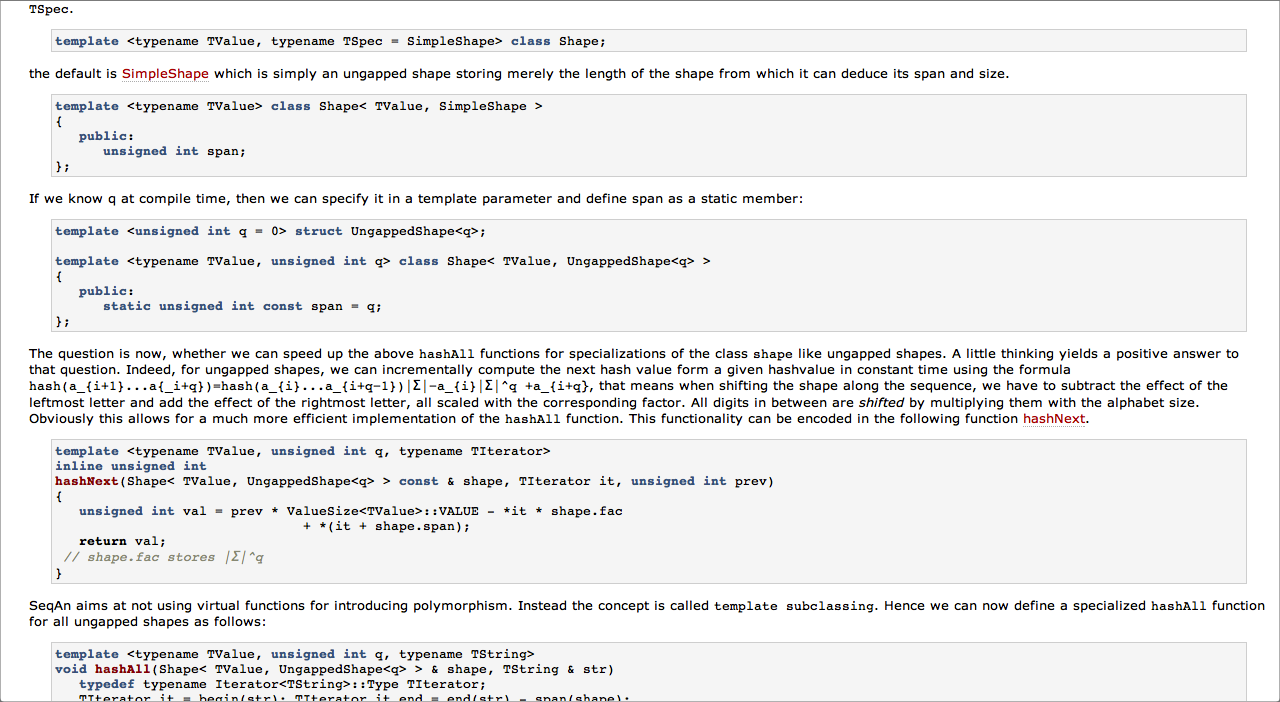 TSpec.
template <typename TValue, typename TSpec = SimpleShape> class Shape;
the default is SimpleShape which is simply an ungapped shape storing merely the length of the shape from which it can deduce its span and size.
template <typename TValue> class Shape< TValue, SimpleShape >
{
public:
unsigned int span;
};
If we know q at compile time, then we can specify it in a template parameter and define span as a static member:
template <unsigned int q = 0> struct UngappedShape<q>;
template <typename TValue, unsigned int q> class Shape< TValue, UngappedShape<q> >
{
public:
static unsigned int const span = q;
};
The question is now, whether we can speed up the above hashAll functions for specializations of the class shape like ungapped shapes. A little thinking yields a positive answer to
that question. Indeed, for ungapped shapes, we can incrementally compute the next hash value form a given hashvalue in constant time using the formula
hash(a_{i+1}...a{_i+q})=hash(a_{i}...a_{i+q-1})|Σ|-a_{i}|Σ|^q +a_{i+q}, that means when shifting the shape along the sequence, we have to subtract the effect of the
leftmost letter and add the effect of the rightmost letter, all scaled with the corresponding factor. All digits in between are shifted by multiplying them with the alphabet size.
Obviously this allows for a much more efficient implementation of the hashAll function. This functionality can be encoded in the following function hashNext.
template <typename TValue, unsigned int q, typename TIterator>
inline unsigned int
hashNext(Shape< TValue, UngappedShape<q> > const & shape, TIterator it, unsigned int prev)
{
unsigned int val = prev * ValueSize<TValue>::VALUE - *it * shape.fac
+ *(it + shape.span);
return val;
// shape.fac stores |Σ|^q
}
SeqAn aims at not using virtual functions for introducing polymorphism. Instead the concept is called template subclassing. Hence we can now define a specialized hashAll function
for all ungapped shapes as follows:
template <typename TValue, unsigned int q, typename TString>
void hashAll(Shape< TValue, UngappedShape<q> > & shape, TString & str)
typedef typename Iterator<TString>::Type TIterator;
TIterator it = begin(str); TIterator it_end = end(str) - span(shape);